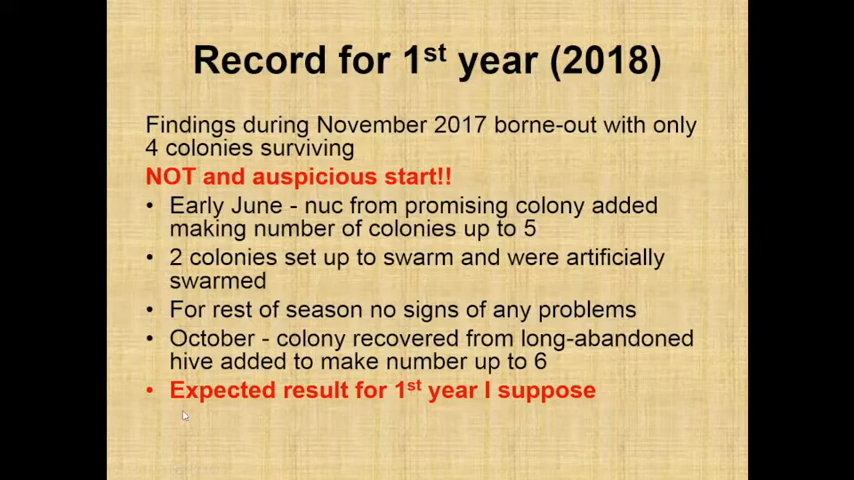 Record for 1st year (2018)
Findings during November 2017 borne-out with only
4 colonies surviving
NOT and auspicious start!!
• Early June - nuc from promising colony added
making number of colonies up to 5
• 2 colonies set up to swarm and were artificially
swarmed
• For rest of season no signs of any problems
• October - colony recovered from long-abandoned
hive added to make number up to 6
• Expected result for 1st year I suppose